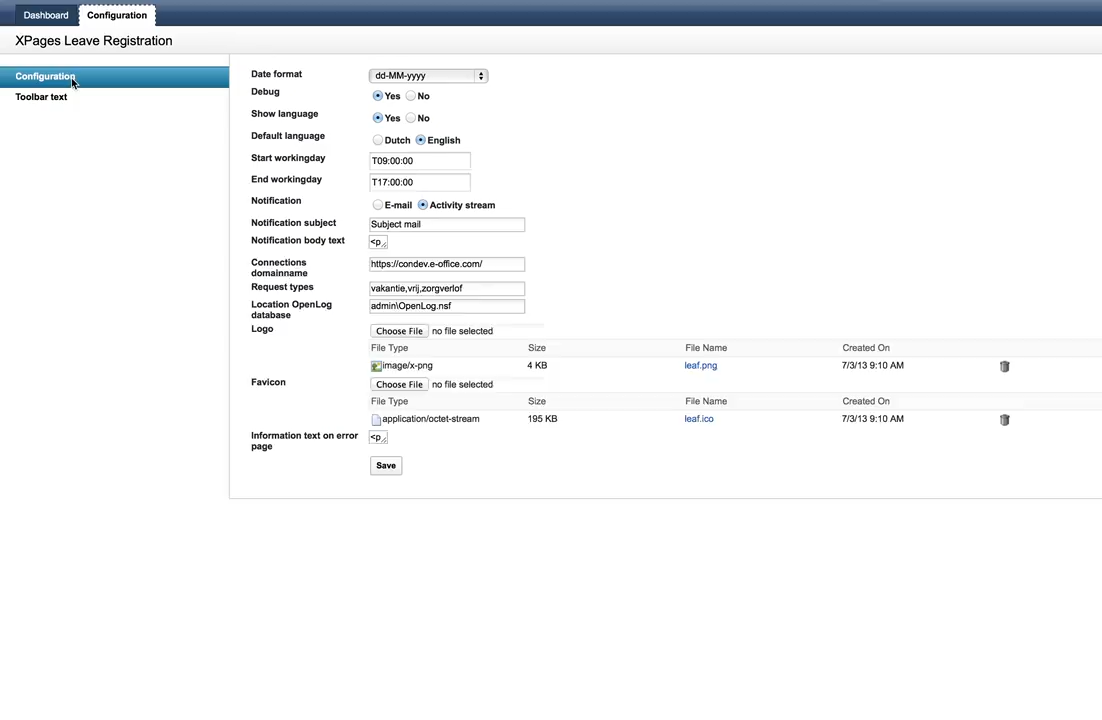 Dashboard Configuration
XPages Leave Registration
Configuration
Toolbar text
Date format dd-MM-yyyy
Debug Yes No
Show language Yes No
Default language Dutch English
Start workingday T09:00:00
End workingday T17:00:00
Notification E-mail Activity stream
Notification subject Subject mail
Notification body text <p
Connections
domainname https://condev.e-office.com/
Request types vakantie,vrij,zorgverlof
Location OpenLog
database admin\OpenLog.nsf
Logo Choose File no file selected
File Type Size File Name Created On
image/x-png 4 KB leaf.png 7/3/13 9:10 AM
Favicon Choose File no file selected
File Type Size File Name Created On
application/octet-stream 195 KB leaf.ico 7/3/13 9:10 AM
Information text on error
page <p
Save